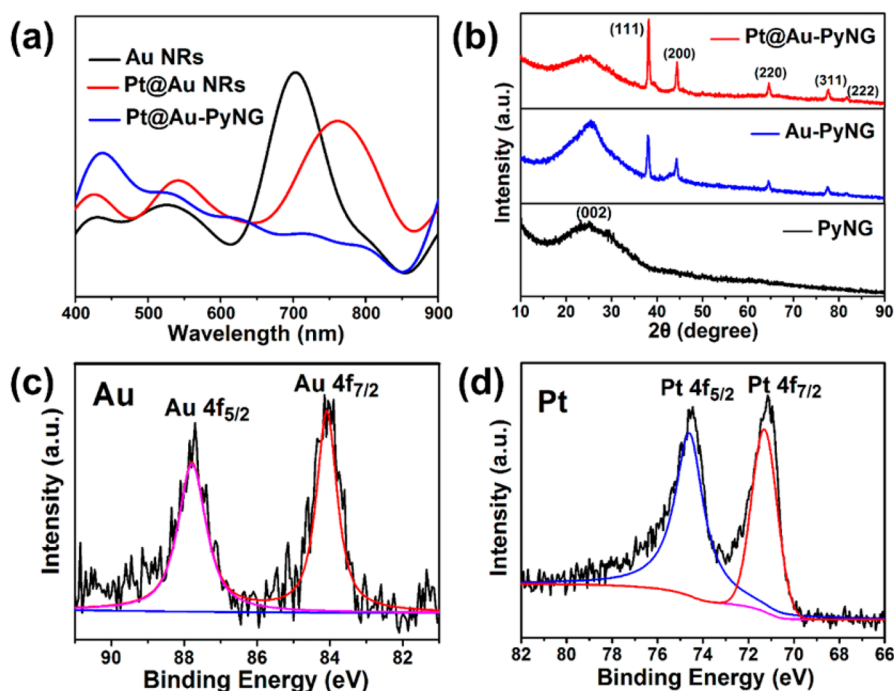 (a)
Au NRs
Pt@Au NRs
Pt@Au-PyNG
400 500 600 700 800 900
Wavelength (nm)
(b)
Intensity (a.u.)
(111)
(200)
(220)
(311)
(222)
Pt@Au-PyNG
Au-PyNG
(002)
PyNG
10 20 30 40 50 60 70 80 90
2θ (degree)
(c)
Au
Au 4f5/2
Au 4f7/2
Intensity (a.u.)
90 88 86 84 82
Binding Energy (eV)
(d)
Pt
Pt 4f5/2
Pt 4f7/2
Intensity (a.u.)
82 80 78 76 74 72 70 68 66
Binding Energy (eV)